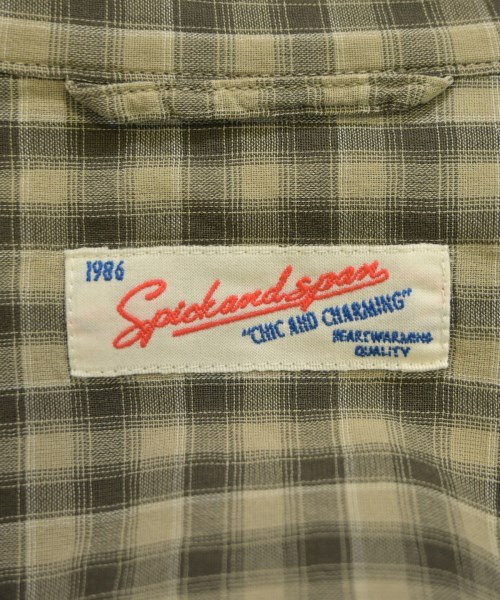 1986
Spick and span
"CHIC AND CHARMING"
HEARTWARMING
QUALITY